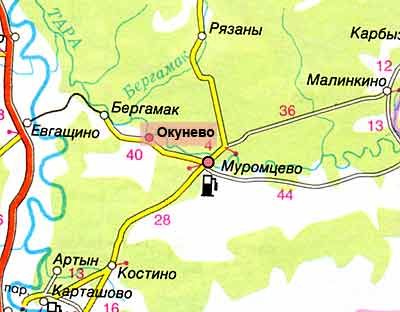 Рязаны
ТАРА
Карбыз
Бергамак
12
Малинкино
Бергамак
36
13
Евгащино
Окунево
4
40
Муромцево
44
28
Артын
13
Костино
пор.
Карташово
16